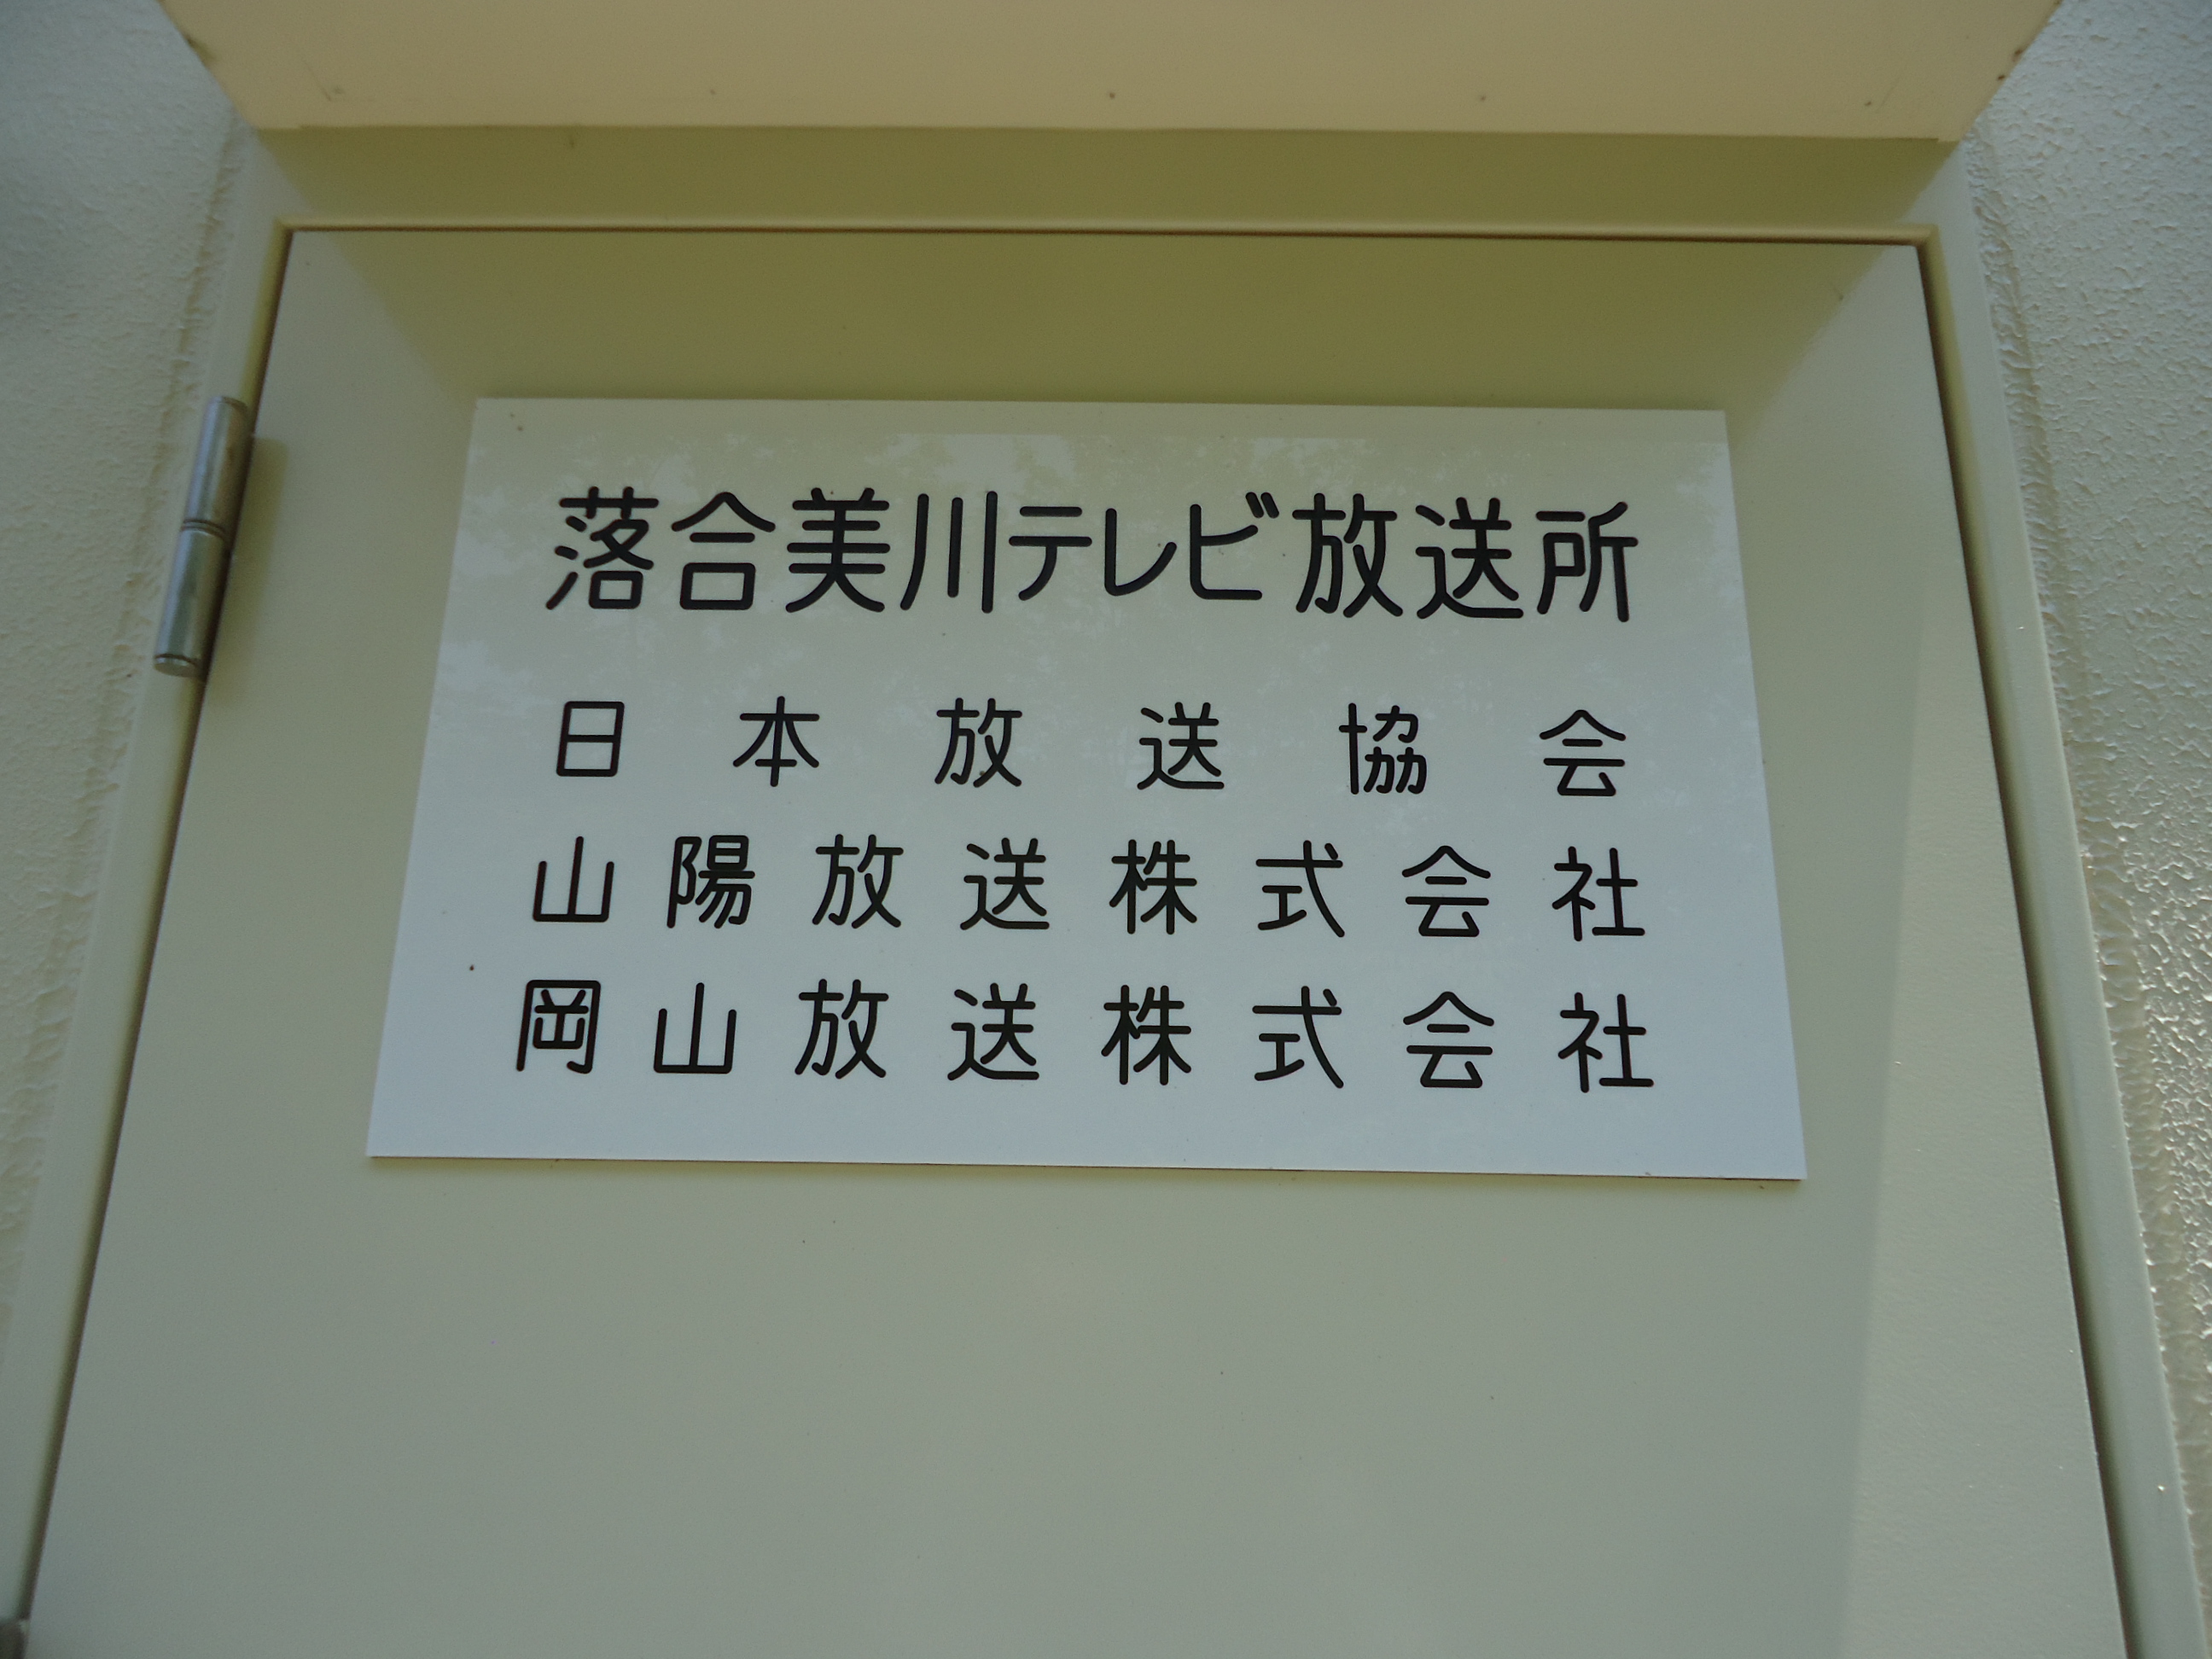 落合美川テレビ放送所
日本放送協会
山陽放送株式会社
岡山放送株式会社